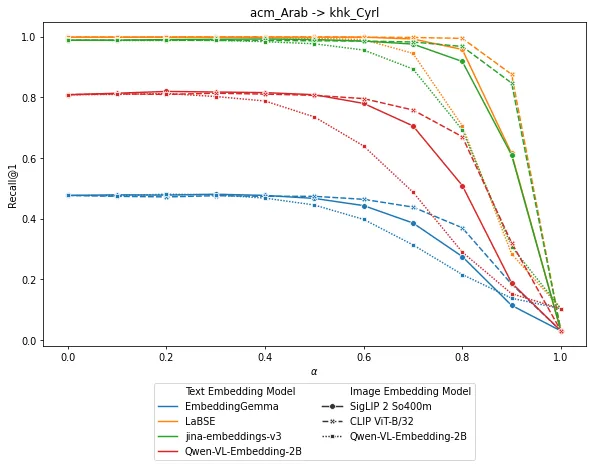 acm_Arab -> khk_Cyrl
Recall@1
1.0
0.8
0.6
0.4
0.2
0.0
0.0 0.2 0.4 0.6 0.8 1.0
α
Text Embedding Model Image Embedding Model
EmbeddingGemma SigLIP 2 So400m
LaBSE CLIP ViT-B/32
jina-embeddings-v3 Qwen-VL-Embedding-2B
Qwen-VL-Embedding-2B